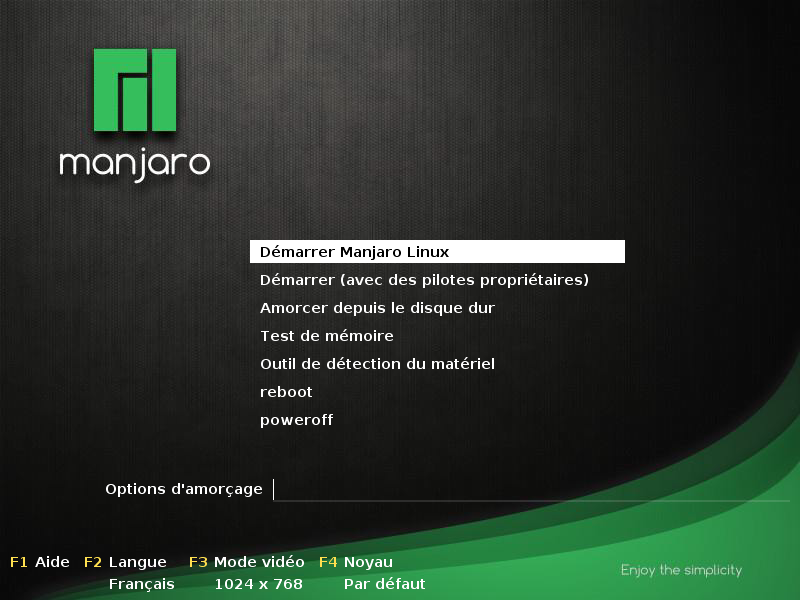 manjaro
Démarrer Manjaro Linux
Démarrer (avec des pilotes propriétaires)
Amorcer depuis le disque dur
Test de mémoire
Outil de détection du matériel
reboot
poweroff
Options d'amorçage
F1 Aide F2 Langue F3 Mode vidéo F4 Noyau
Français 1024 x 768 Par défaut
Enjoy the simplicity